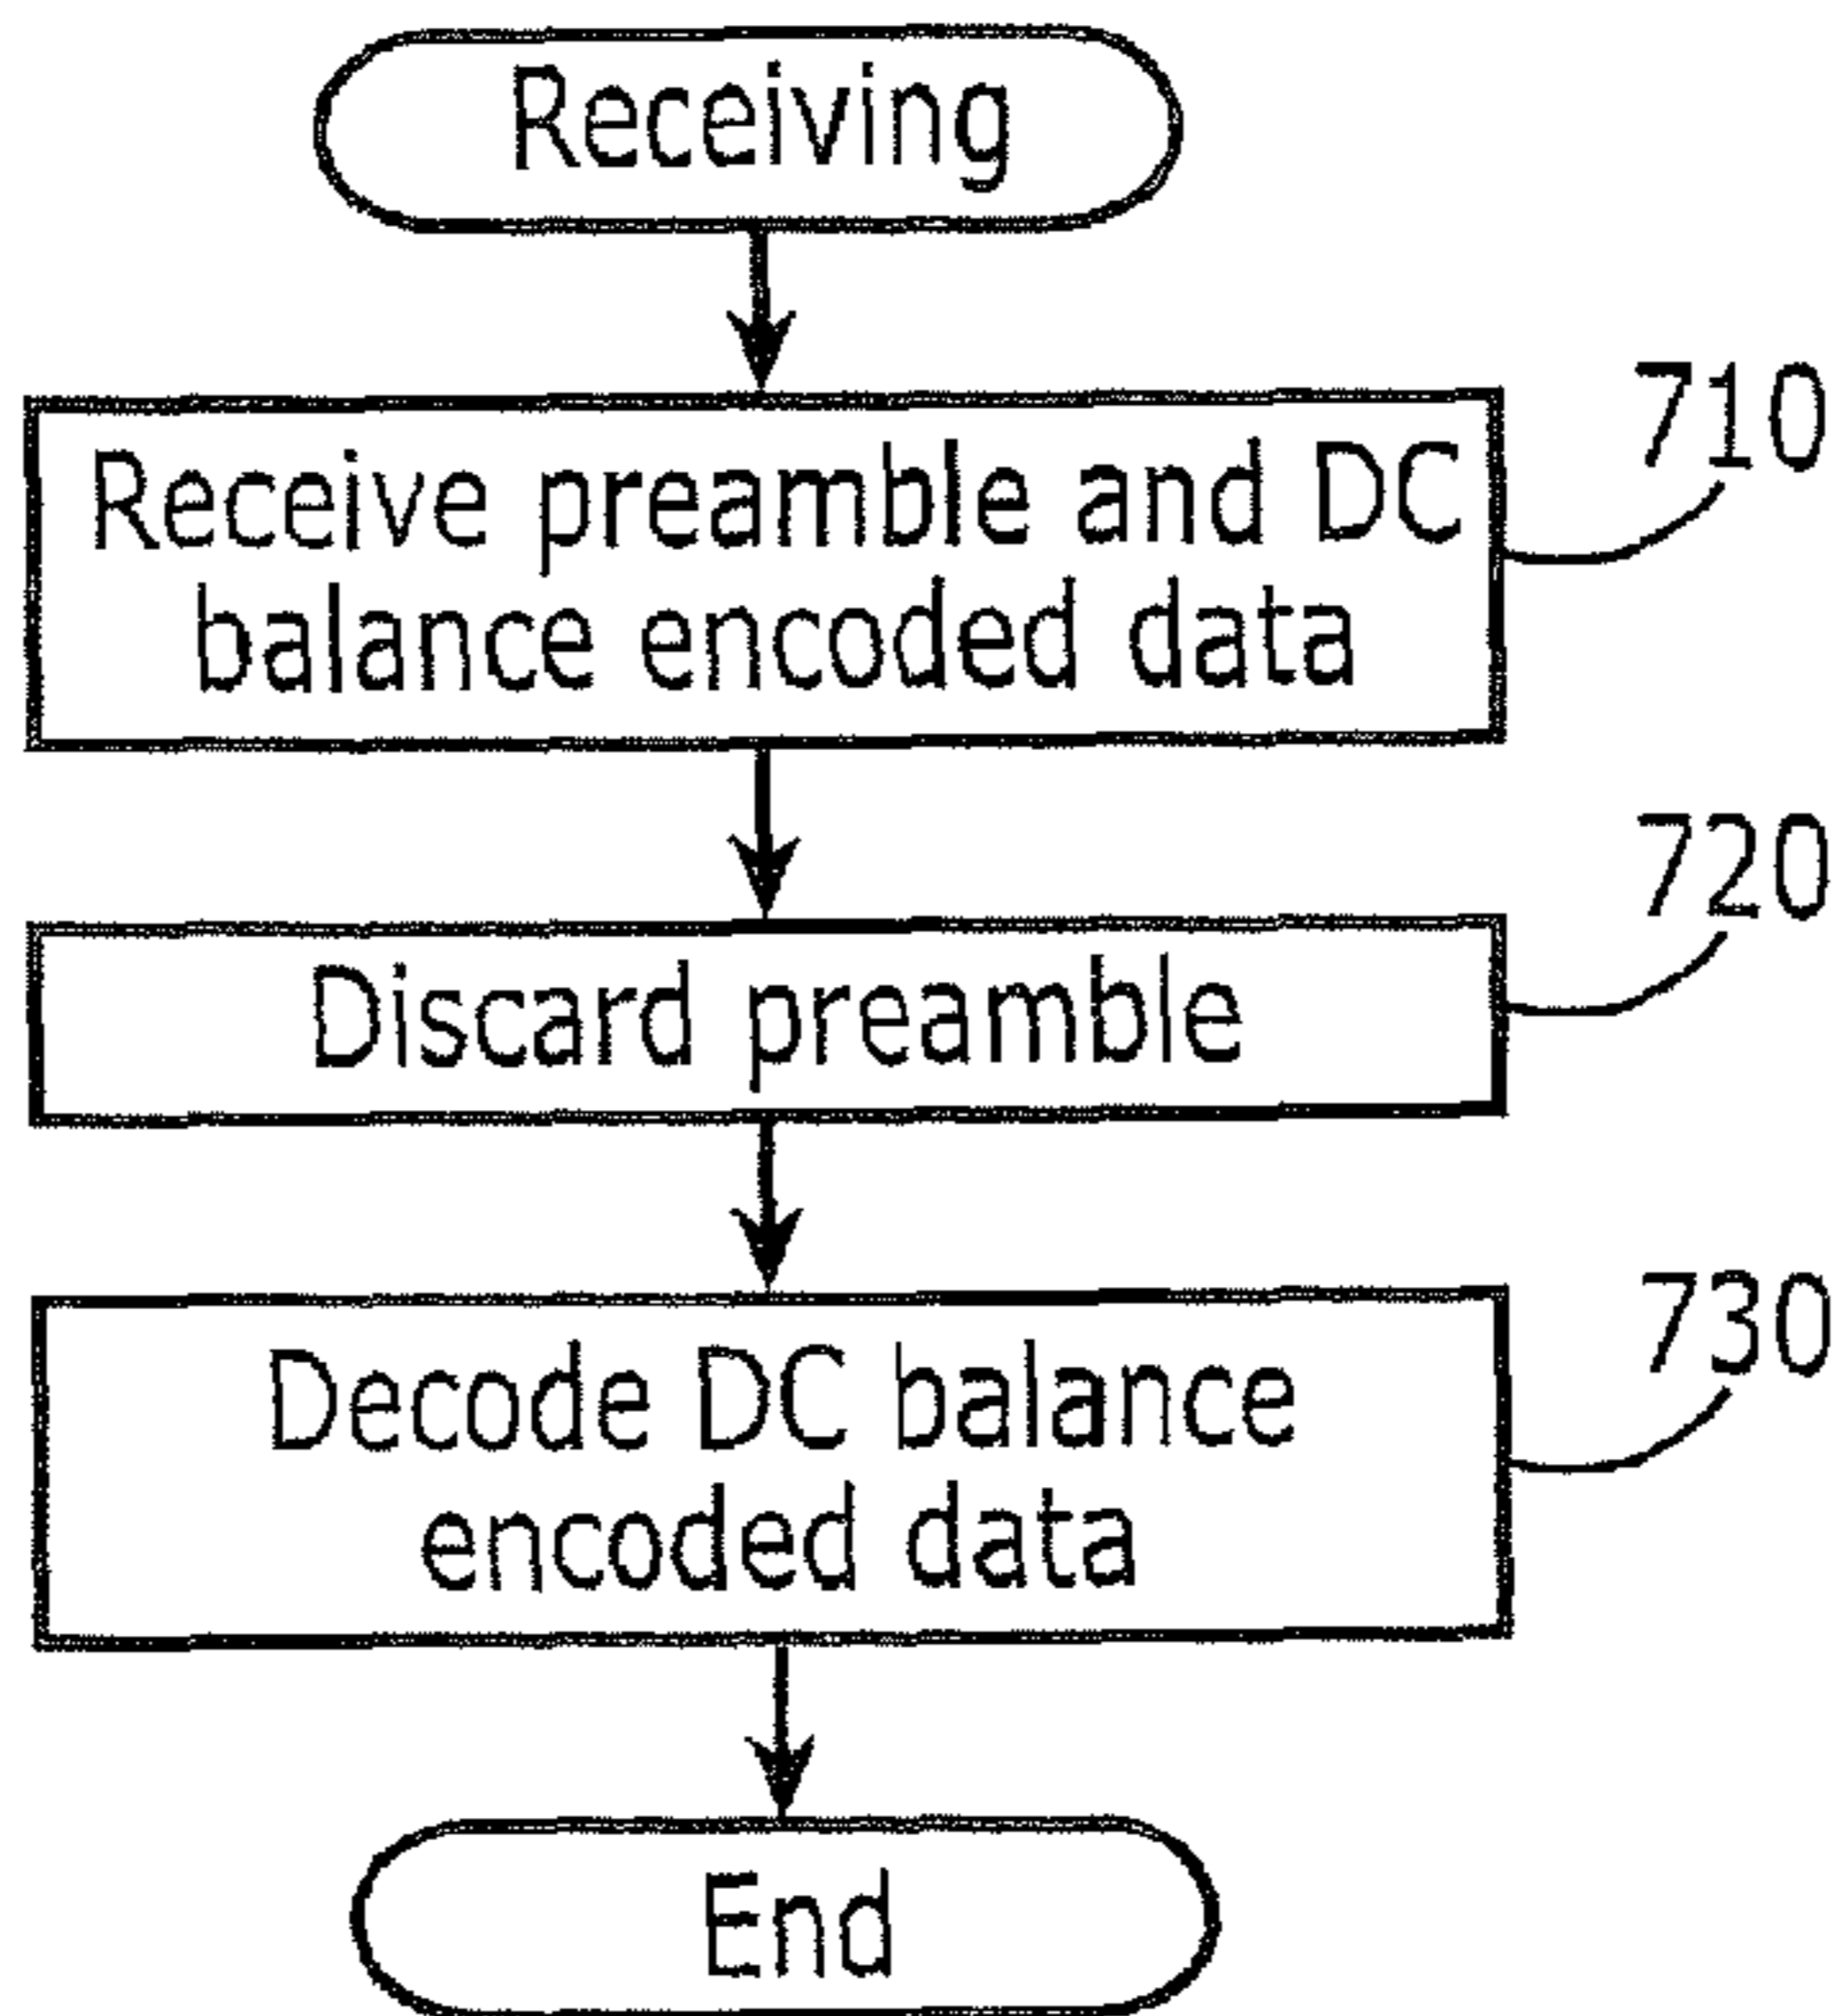 Receiving
710
Receive preamble and DC
balance encoded data
720
Discard preamble
730
Decode DC balance
encoded data
End